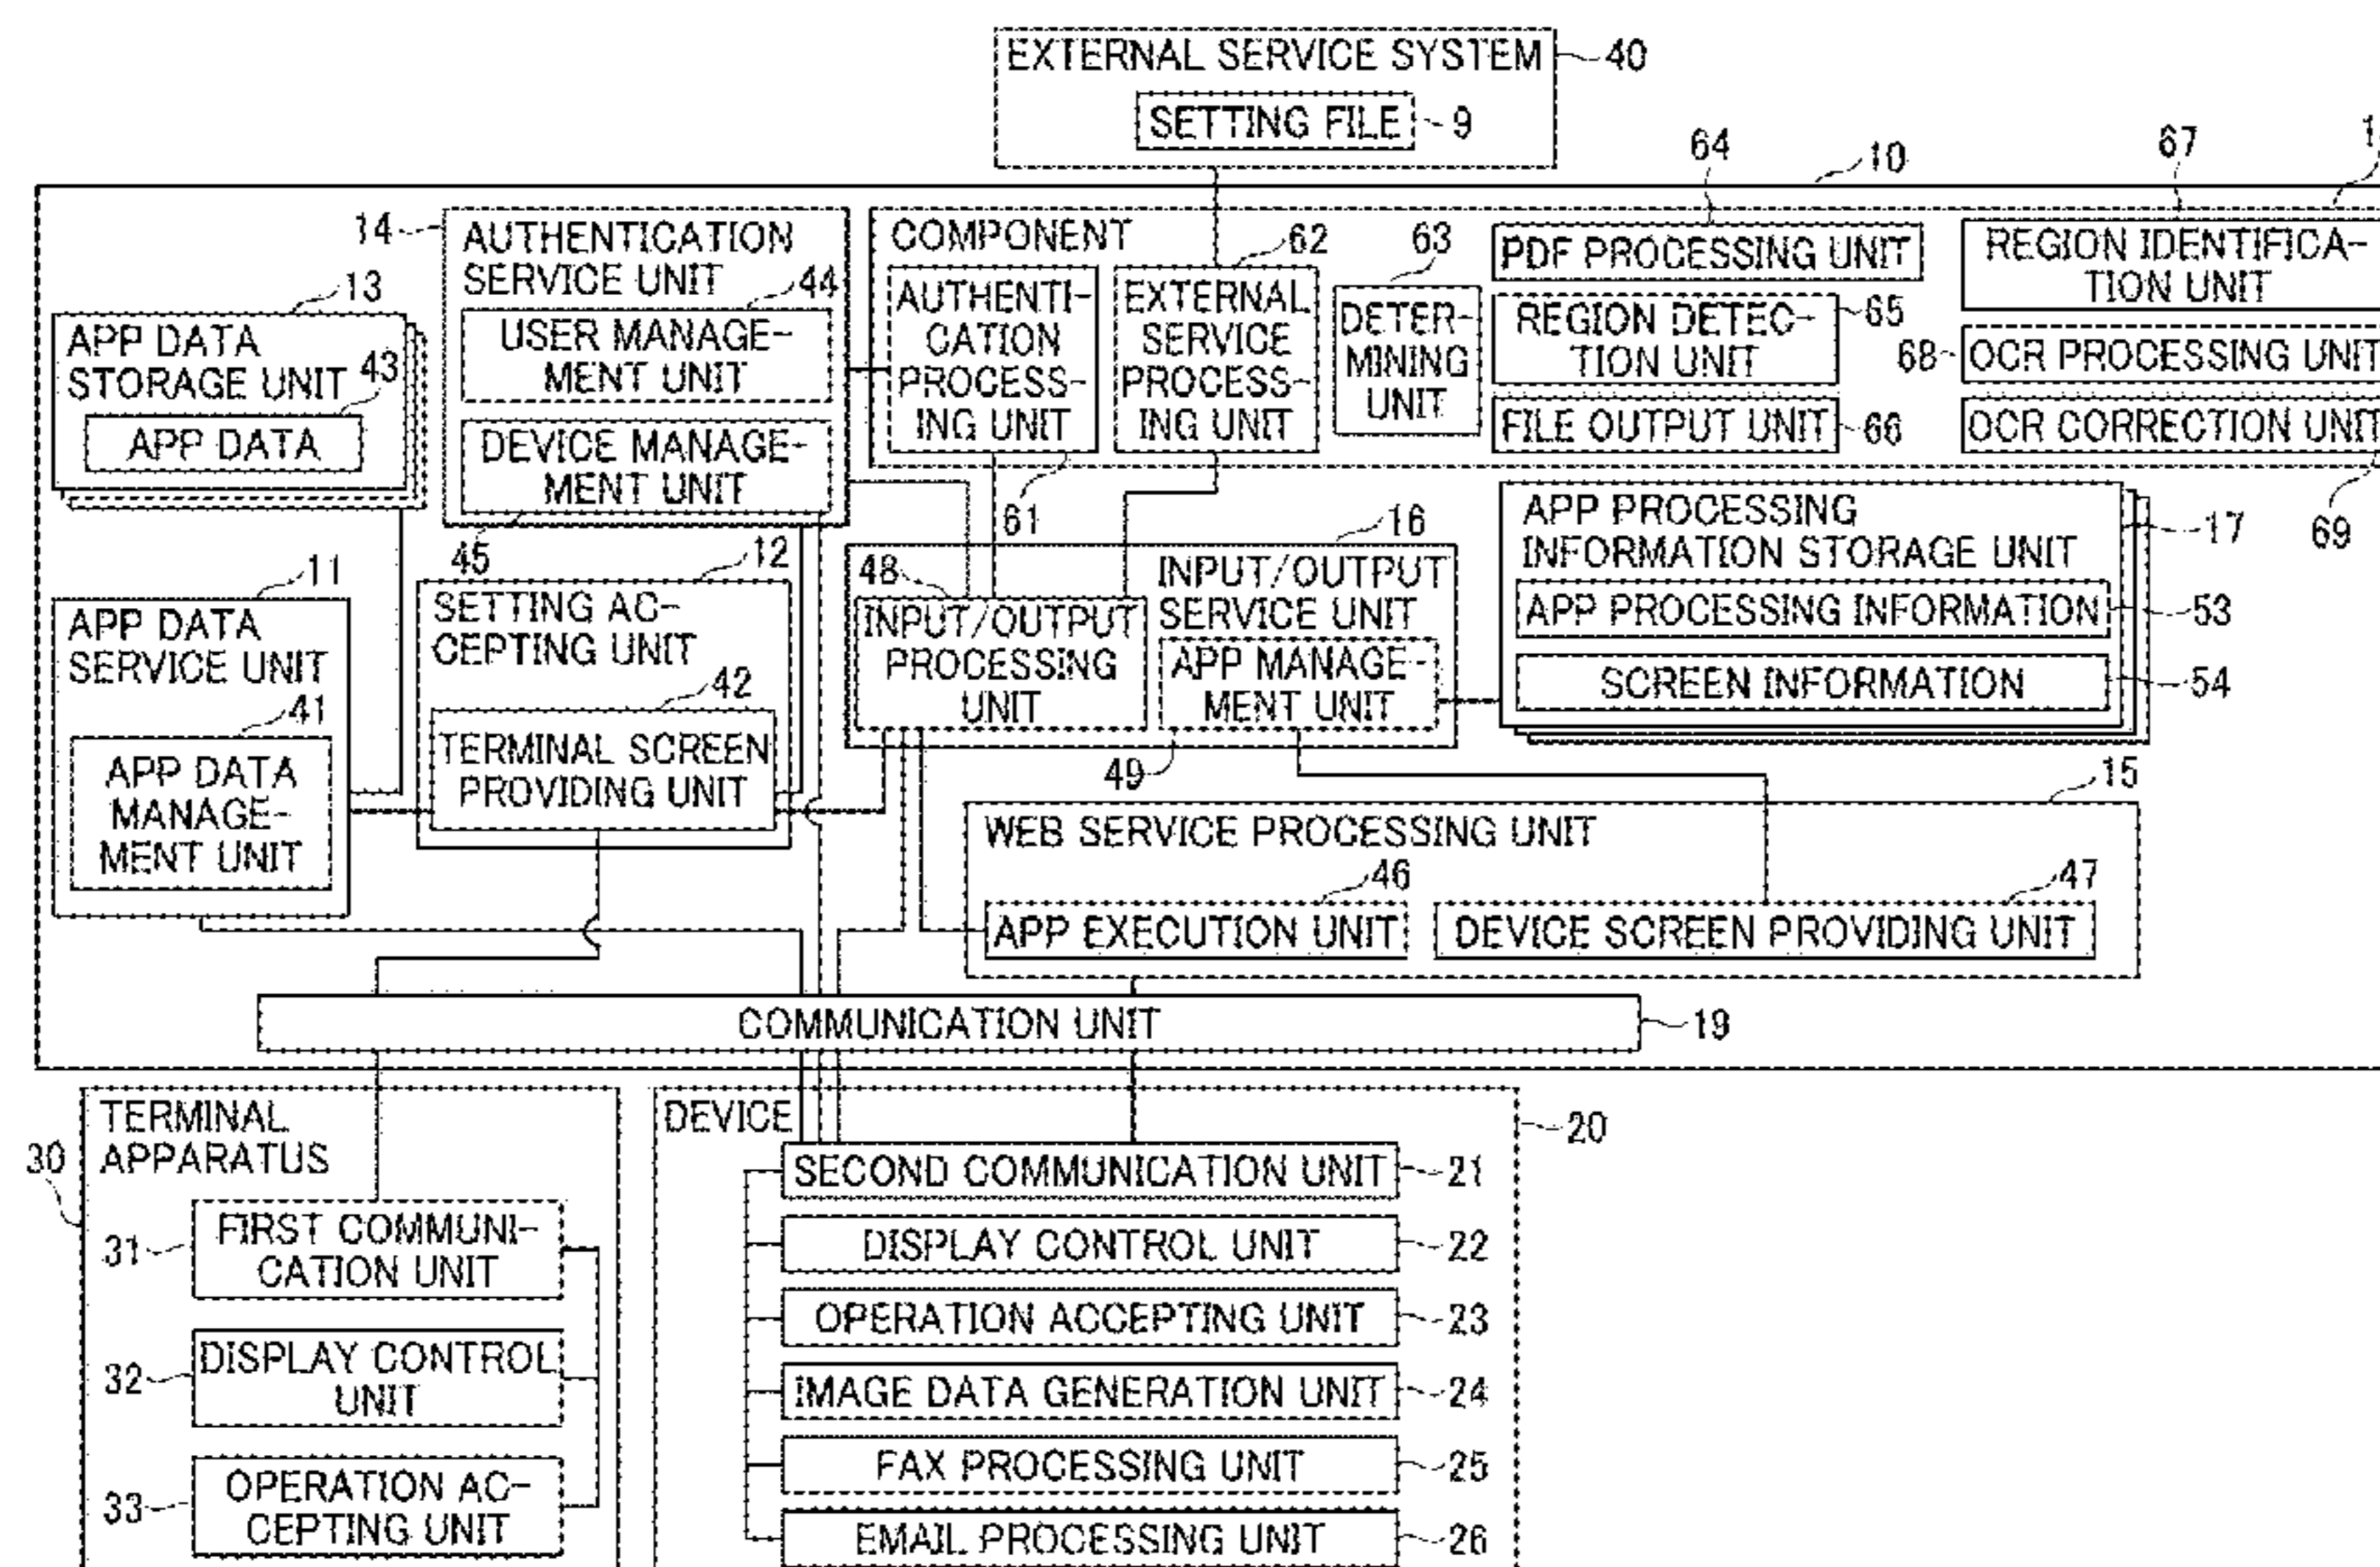 EXTERNAL SERVICE SYSTEM
40
SETTING FILE
9
64
10
67
14
AUTHENTICATION
SERVICE UNIT
44
USER MANAGE-
MENT UNIT
DEVICE MANAGE-
MENT UNIT
45
13
APP DATA
STORAGE UNIT
43
APP DATA
COMPONENT
AUTHENTI-
CATION
PROCESS-
ING UNIT
61
62
EXTERNAL
SERVICE
PROCESS-
ING UNIT
63
DETER-
MINING
UNIT
PDF PROCESSING UNIT
REGION DETEC-
TION UNIT
65
FILE OUTPUT UNIT
66
REGION IDENTIFICA-
TION UNIT
68
OCR PROCESSING UNIT
OCR CORRECTION UNIT
69
11
APP DATA
SERVICE UNIT
41
APP DATA
MANAGE-
MENT UNIT
12
SETTING AC-
CEPTING UNIT
42
TERMINAL SCREEN
PROVIDING UNIT
16
48
INPUT/OUTPUT
PROCESSING
UNIT
INPUT/OUTPUT
SERVICE UNIT
APP MANAGE-
MENT UNIT
49
APP PROCESSING
INFORMATION STORAGE UNIT
17
APP PROCESSING INFORMATION
53
SCREEN INFORMATION
54
15
WEB SERVICE PROCESSING UNIT
46
APP EXECUTION UNIT
47
DEVICE SCREEN PROVIDING UNIT
COMMUNICATION UNIT
19
TERMINAL
APPARATUS
30
31
FIRST COMMUNI-
CATION UNIT
32
DISPLAY CONTROL
UNIT
33
OPERATION AC-
CEPTING UNIT
DEVICE
20
SECOND COMMUNICATION UNIT
21
DISPLAY CONTROL UNIT
22
OPERATION ACCEPTING UNIT
23
IMAGE DATA GENERATION UNIT
24
FAX PROCESSING UNIT
25
EMAIL PROCESSING UNIT
26